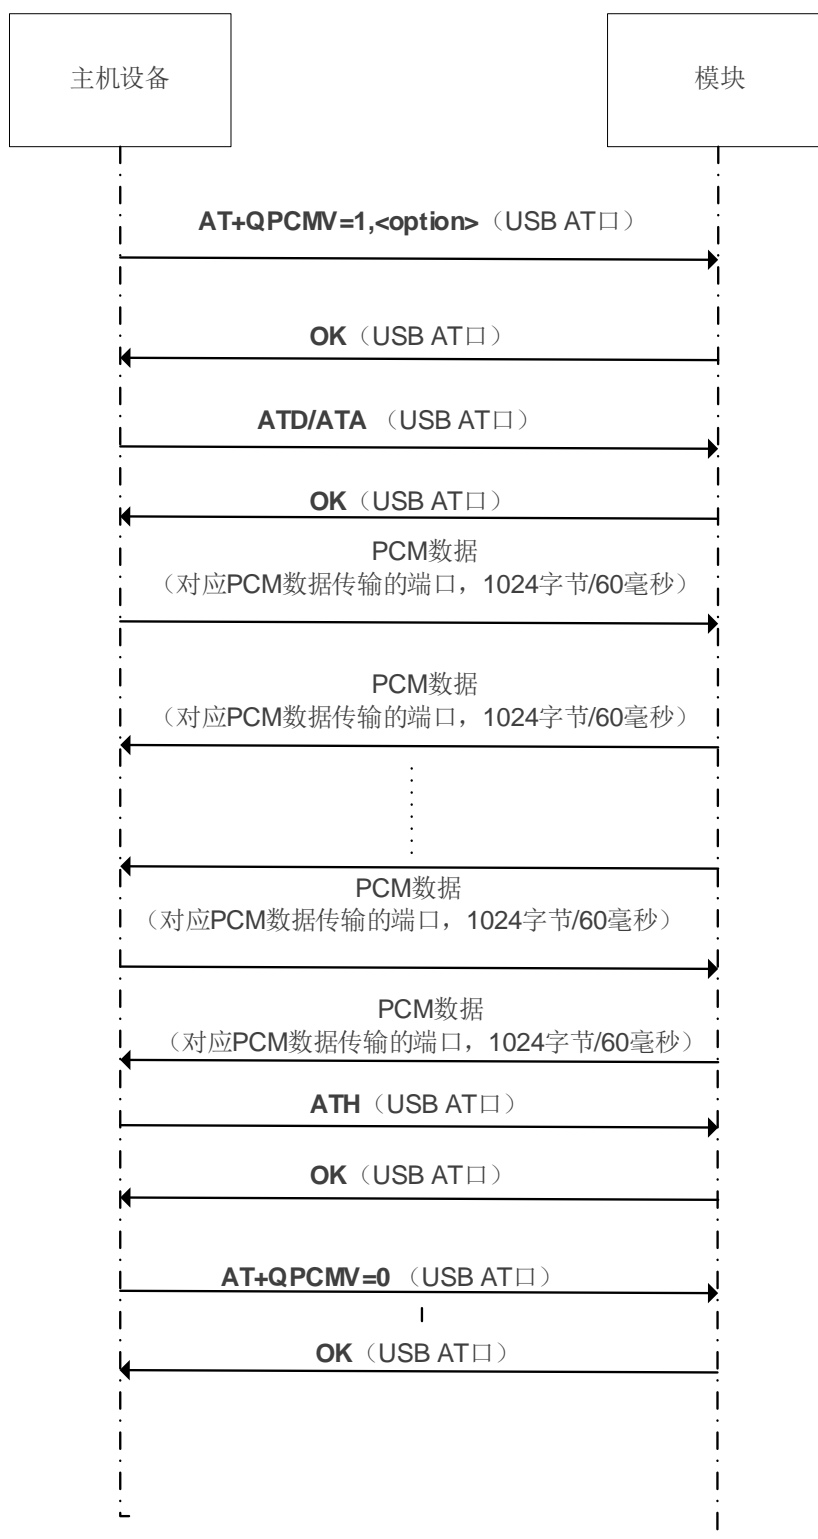 主机设备
模块
AT+QPCMV=1,<option>（USB AT口）
OK（USB AT口）
ATD/ATA （USB AT口）
OK（USB AT口）
PCM数据
（对应PCM数据传输的端口，1024字节/60毫秒）
PCM数据
（对应PCM数据传输的端口，1024字节/60毫秒）
PCM数据
（对应PCM数据传输的端口，1024字节/60毫秒）
PCM数据
（对应PCM数据传输的端口，1024字节/60毫秒）
ATH（USB AT口）
OK（USB AT口）
AT+QPCMV=0 （USB AT口）
OK（USB AT口）